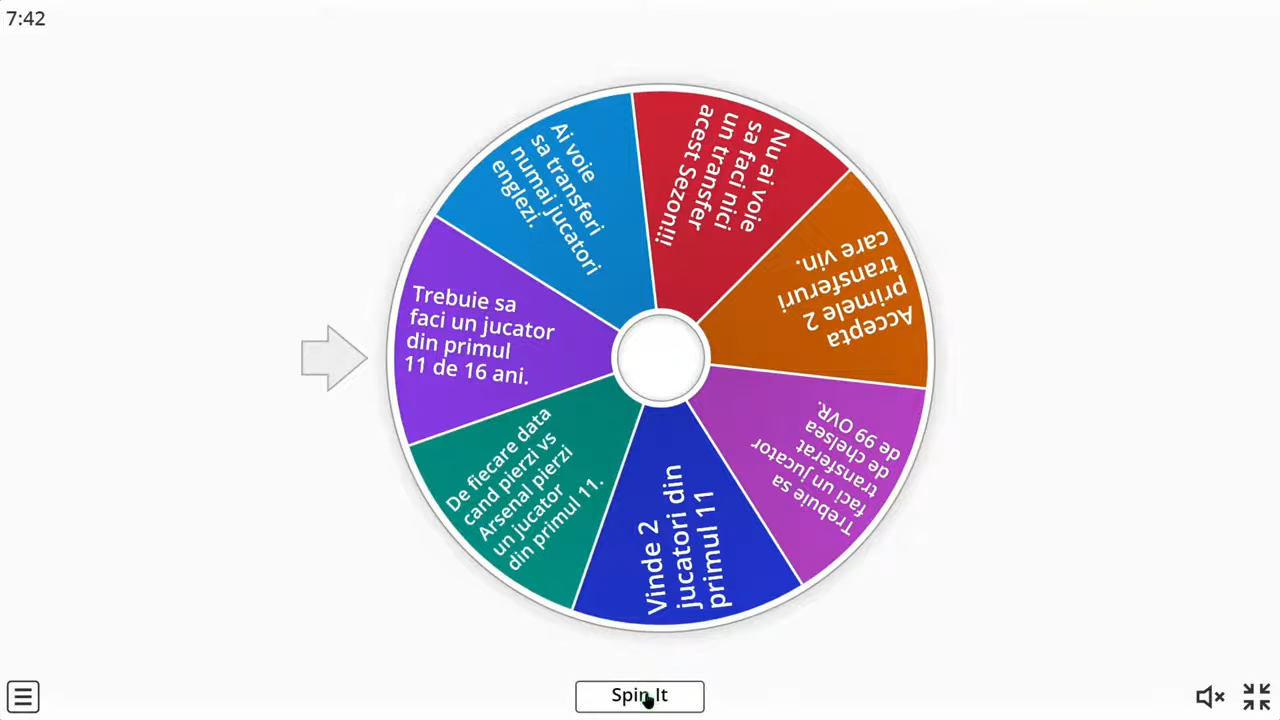 7:42
Ai voie
sa transferi
numai jucatori
englezi.
Nu ai voie
sa faci nici
un transfer
acest Sezon!!!
Accepta
primele 2
transferuri
care vin.
Trebuie sa
faci un jucator
transferat
de chelsea
de 99 OVR.
Vinde 2
jucatori din
primul 11
De fiecare data
cand pierzi vs
Arsenal pierzi
un jucator
din primul 11.
Trebuie sa
faci un jucator
din primul
11 de 16 ani.
Spin It